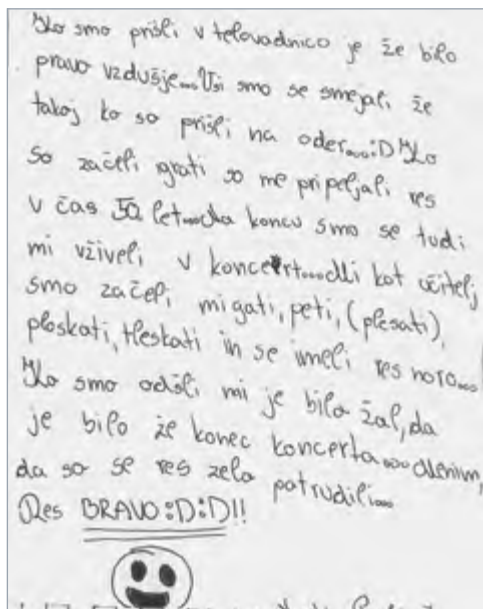 Ko smo prišli v telovadnico je že bilo
pravo vzdušje...Vsi smo se smejali že
takoj ko so prišli na oder....:D Ko
so začeli igrati so me pripeljali res
v čas 50 let....Na koncu smo se tudi
mi vživeli v koncert....Mi kot učitelj
smo začeli migati, peti, (plesati),
ploskati, tleskati in se imeli res noro...
Ko smo odšli mi je bilo žal, da
je bilo že konec koncerta....Menim,
da so se res zelo potrudili...
Res BRAVO :D:D!!